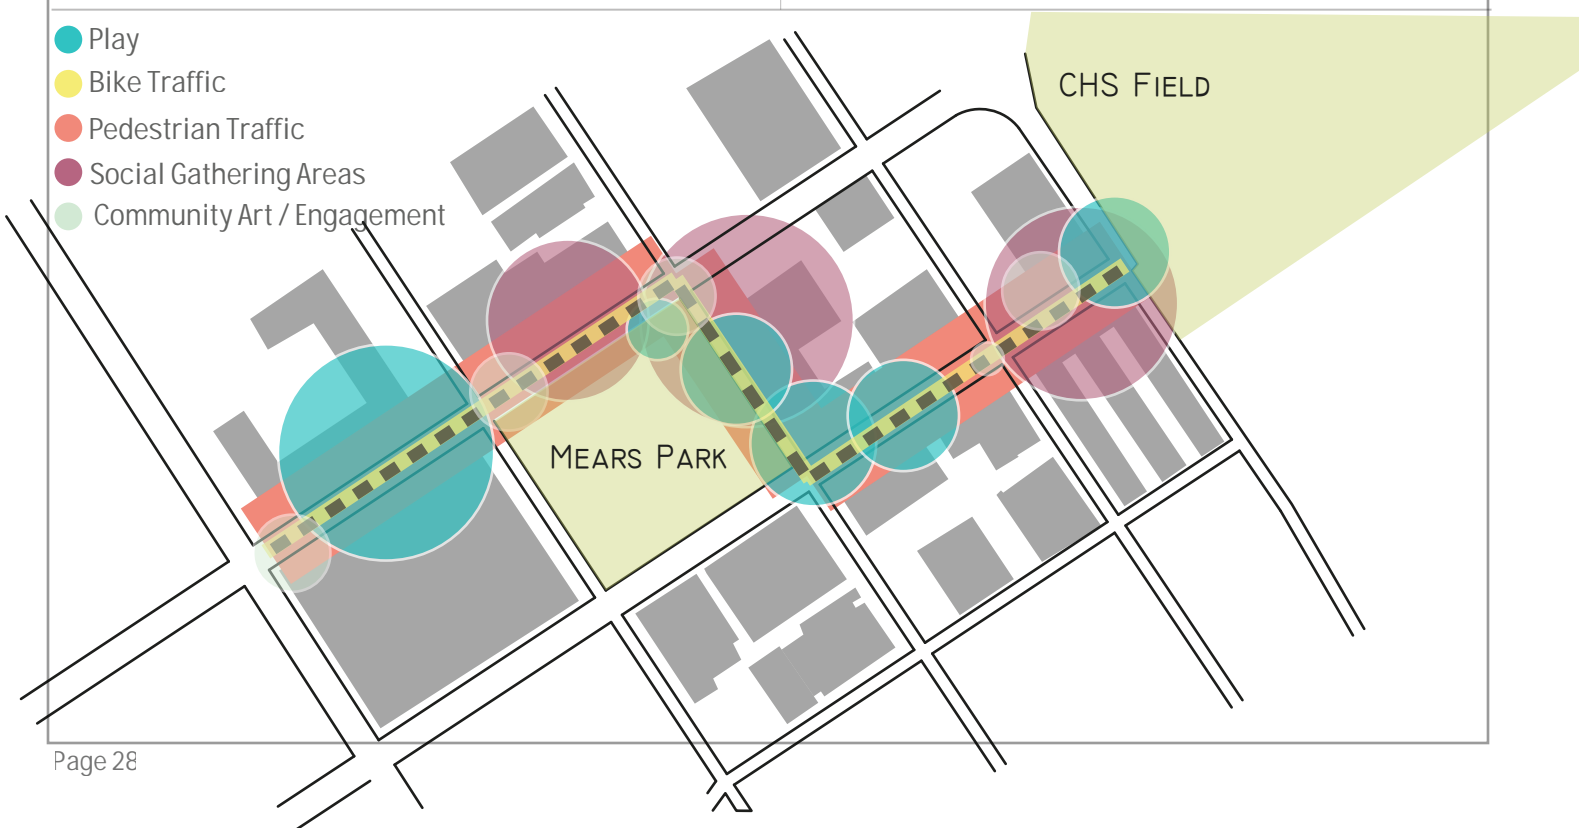 Play
Bike Traffic
Pedestrian Traffic
Social Gathering Areas
Community Art / Engagement
CHS FIELD
MEARS PARK
Page 28